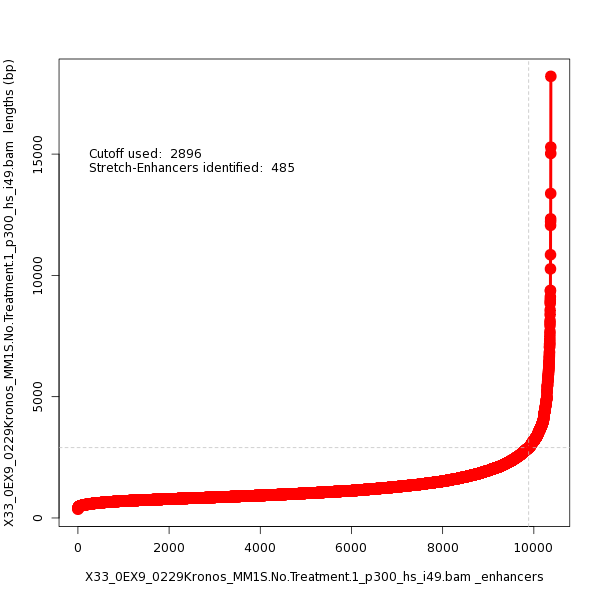 X33_0EX9_0229Kronos_MM1S.No.Treatment.1_p300_hs_i49.bam  lengths (bp)
15000
10000
5000
0
Cutoff used:  2896
Stretch-Enhancers identified:  485
0 2000 4000 6000 8000 10000
X33_0EX9_0229Kronos_MM1S.No.Treatment.1_p300_hs_i49.bam _enhancers